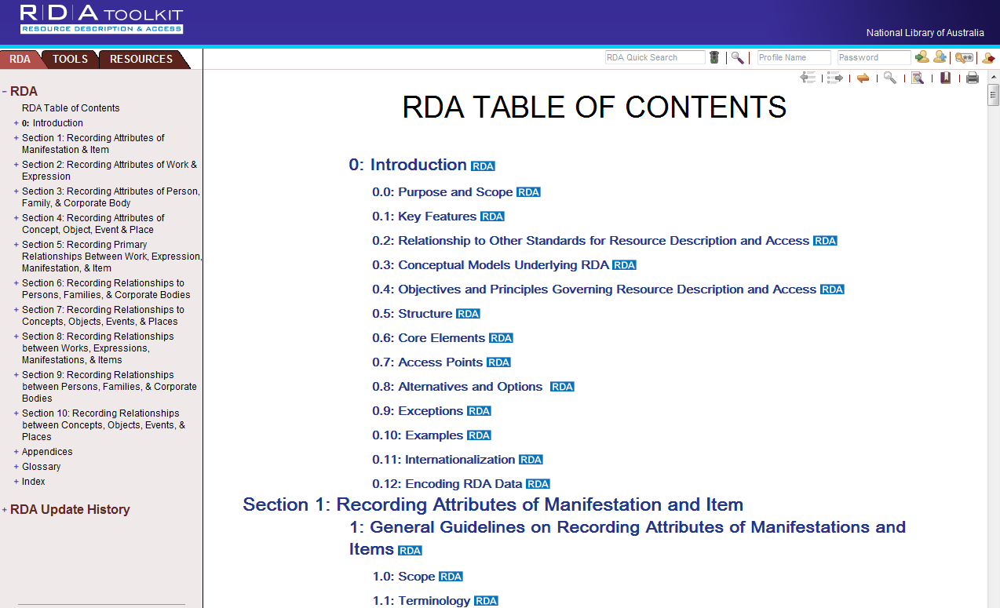 R|D|A TOOLKIT
RESOURCE DESCRIPTION & ACCESS
National Library of Australia
RDA TOOLS RESOURCES
RDA Quick Search Profile Name Password
- RDA
RDA Table of Contents
+ 0: Introduction
+ Section 1: Recording Attributes of
Manifestation & Item
+ Section 2: Recording Attributes of Work &
Expression
+ Section 3: Recording Attributes of Person,
Family, & Corporate Body
+ Section 4: Recording Attributes of
Concept, Object, Event & Place
+ Section 5: Recording Primary
Relationships Between Work, Expression,
Manifestation, & Item
+ Section 6: Recording Relationships to
Persons, Families, & Corporate Bodies
+ Section 7: Recording Relationships to
Concepts, Objects, Events, & Places
+ Section 8: Recording Relationships
between Works, Expressions,
Manifestations, & Items
+ Section 9: Recording Relationships
between Persons, Families, & Corporate
Bodies
+ Section 10: Recording Relationships
between Concepts, Objects, Events, &
Places
+ Appendices
+ Glossary
+ Index
+ RDA Update History
RDA TABLE OF CONTENTS
0: Introduction RDA
0.0: Purpose and Scope RDA
0.1: Key Features RDA
0.2: Relationship to Other Standards for Resource Description and Access RDA
0.3: Conceptual Models Underlying RDA RDA
0.4: Objectives and Principles Governing Resource Description and Access RDA
0.5: Structure RDA
0.6: Core Elements RDA
0.7: Access Points RDA
0.8: Alternatives and Options RDA
0.9: Exceptions RDA
0.10: Examples RDA
0.11: Internationalization RDA
0.12: Encoding RDA Data RDA
Section 1: Recording Attributes of Manifestation and Item
1: General Guidelines on Recording Attributes of Manifestations and
Items RDA
1.0: Scope RDA
1.1: Terminology RDA